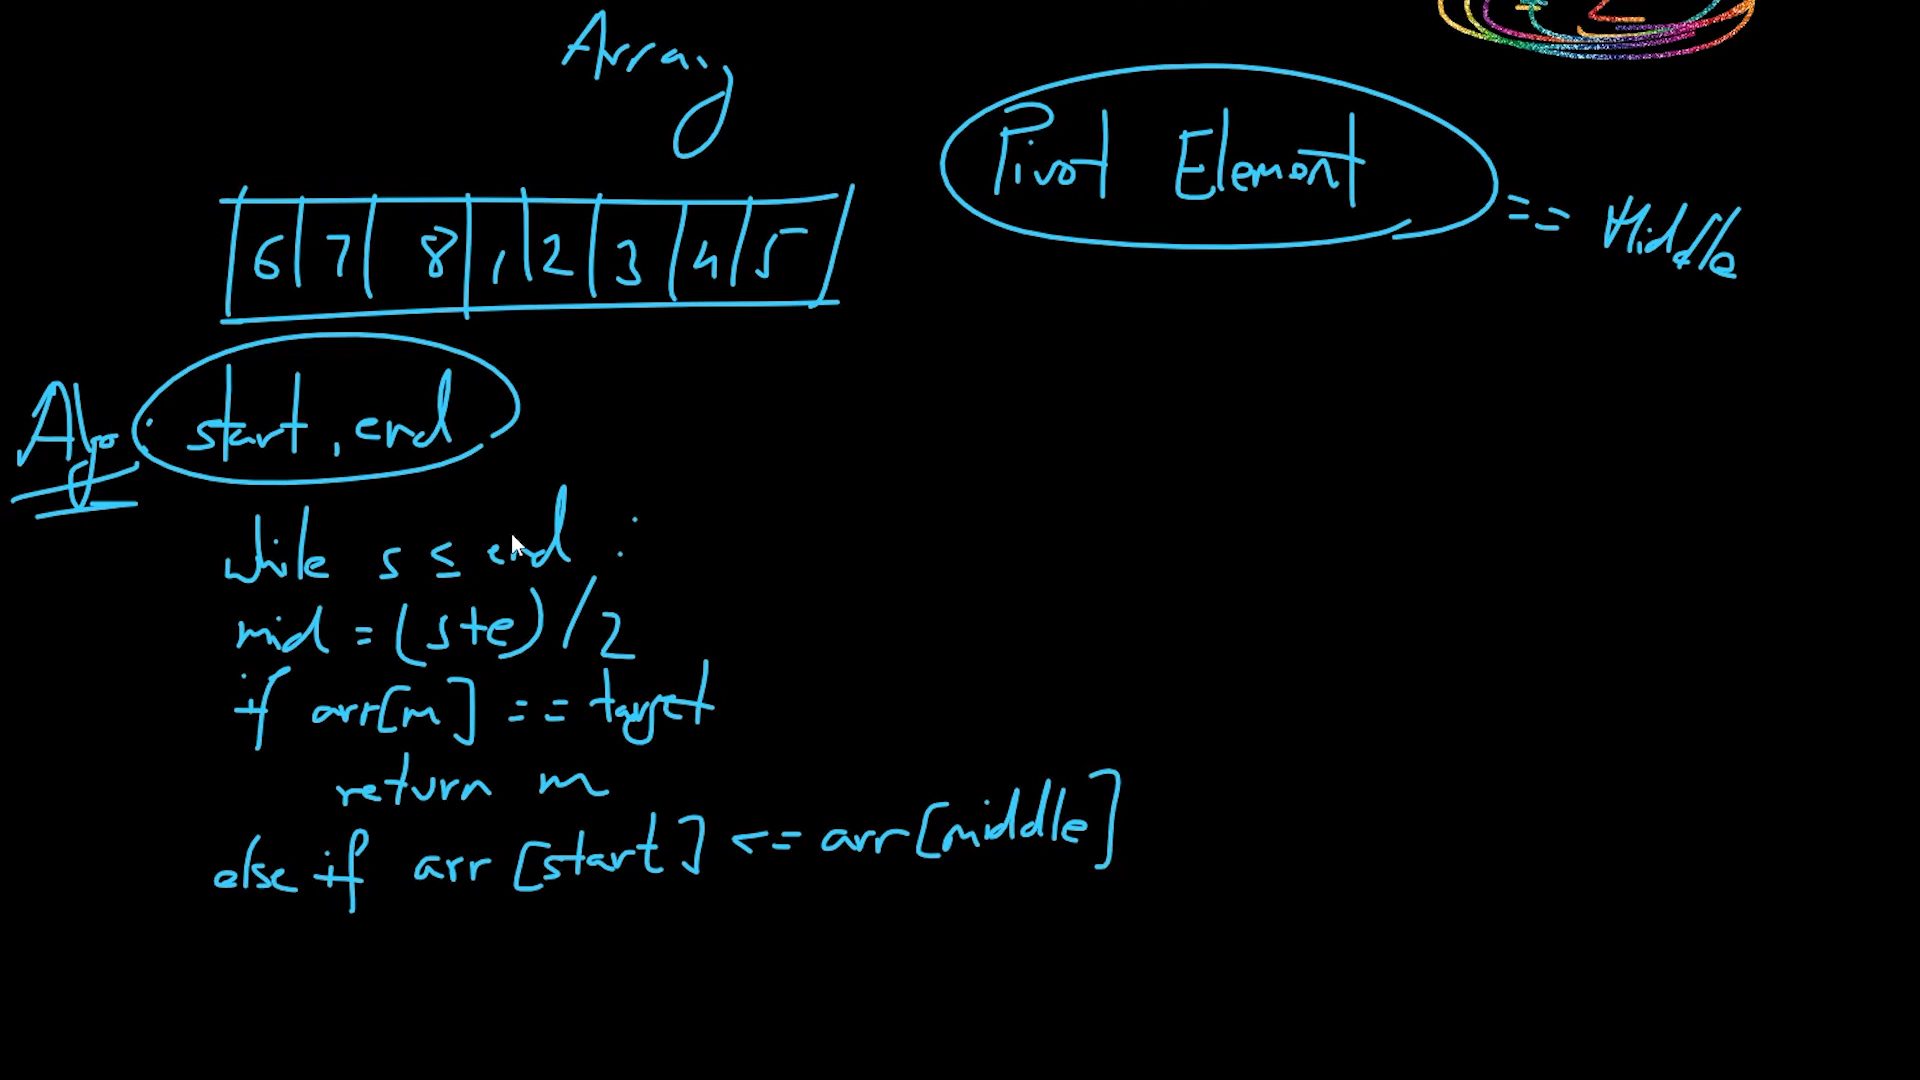 Array
Pivot Element == Middle
6 7 8 1 2 3 4 5
Algo: start, end
while s ≤ end :
mid = (s+e)/2
if arr[m] == target
return m
else if arr[start] <= arr[middle]